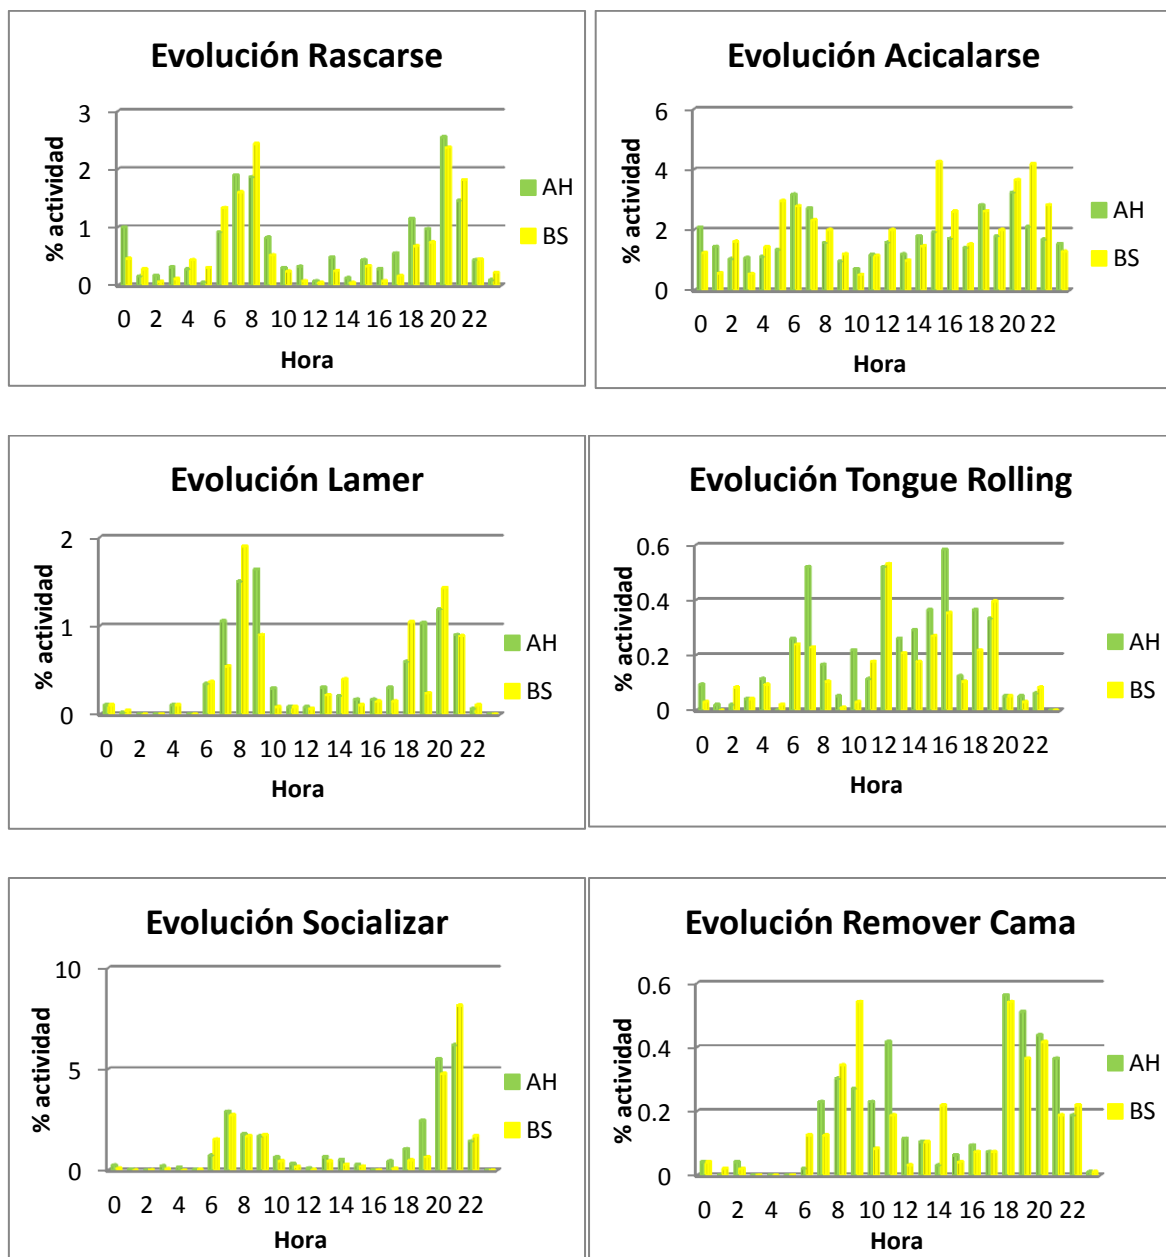 Evolución Rascarse
3
2
1
0
% actividad
0 2 4 6 8 10 12 14 16 18 20 22
Hora
AH
BS
Evolución Acicalarse
6
4
2
0
% actividad
0 2 4 6 8 10 12 14 16 18 20 22
Hora
AH
BS
Evolución Lamer
2
1
0
% actividad
0 2 4 6 8 10 12 14 16 18 20 22
Hora
AH
BS
Evolución Tongue Rolling
0.6
0.4
0.2
0
% actividad
0 2 4 6 8 10 12 14 16 18 20 22
Hora
AH
BS
Evolución Socializar
10
5
0
% actividad
0 2 4 6 8 10 12 14 16 18 20 22
Hora
AH
BS
Evolución Remover Cama
0.6
0.4
0.2
0
% actividad
0 2 4 6 8 10 12 14 16 18 20 22
Hora
AH
BS